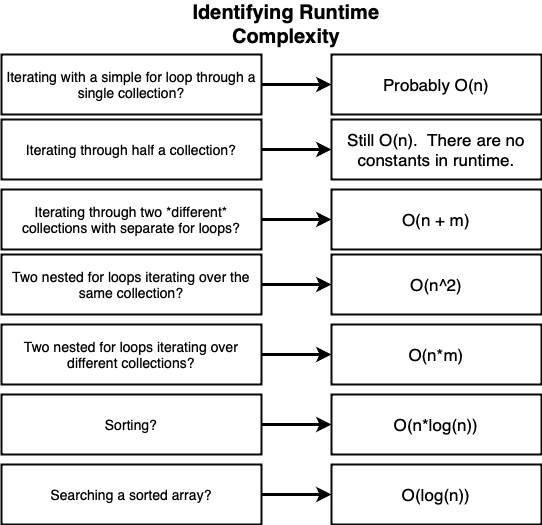 Identifying Runtime
Complexity
Iterating with a simple for loop through a
single collection?
Probably O(n)
Iterating through half a collection?
Still O(n).  There are no
constants in runtime.
Iterating through two *different*
collections with separate for loops?
O(n + m)
Two nested for loops iterating over the
same collection?
O(n^2)
Two nested for loops iterating over
different collections?
O(n*m)
Sorting?
O(n*log(n))
Searching a sorted array?
O(log(n))